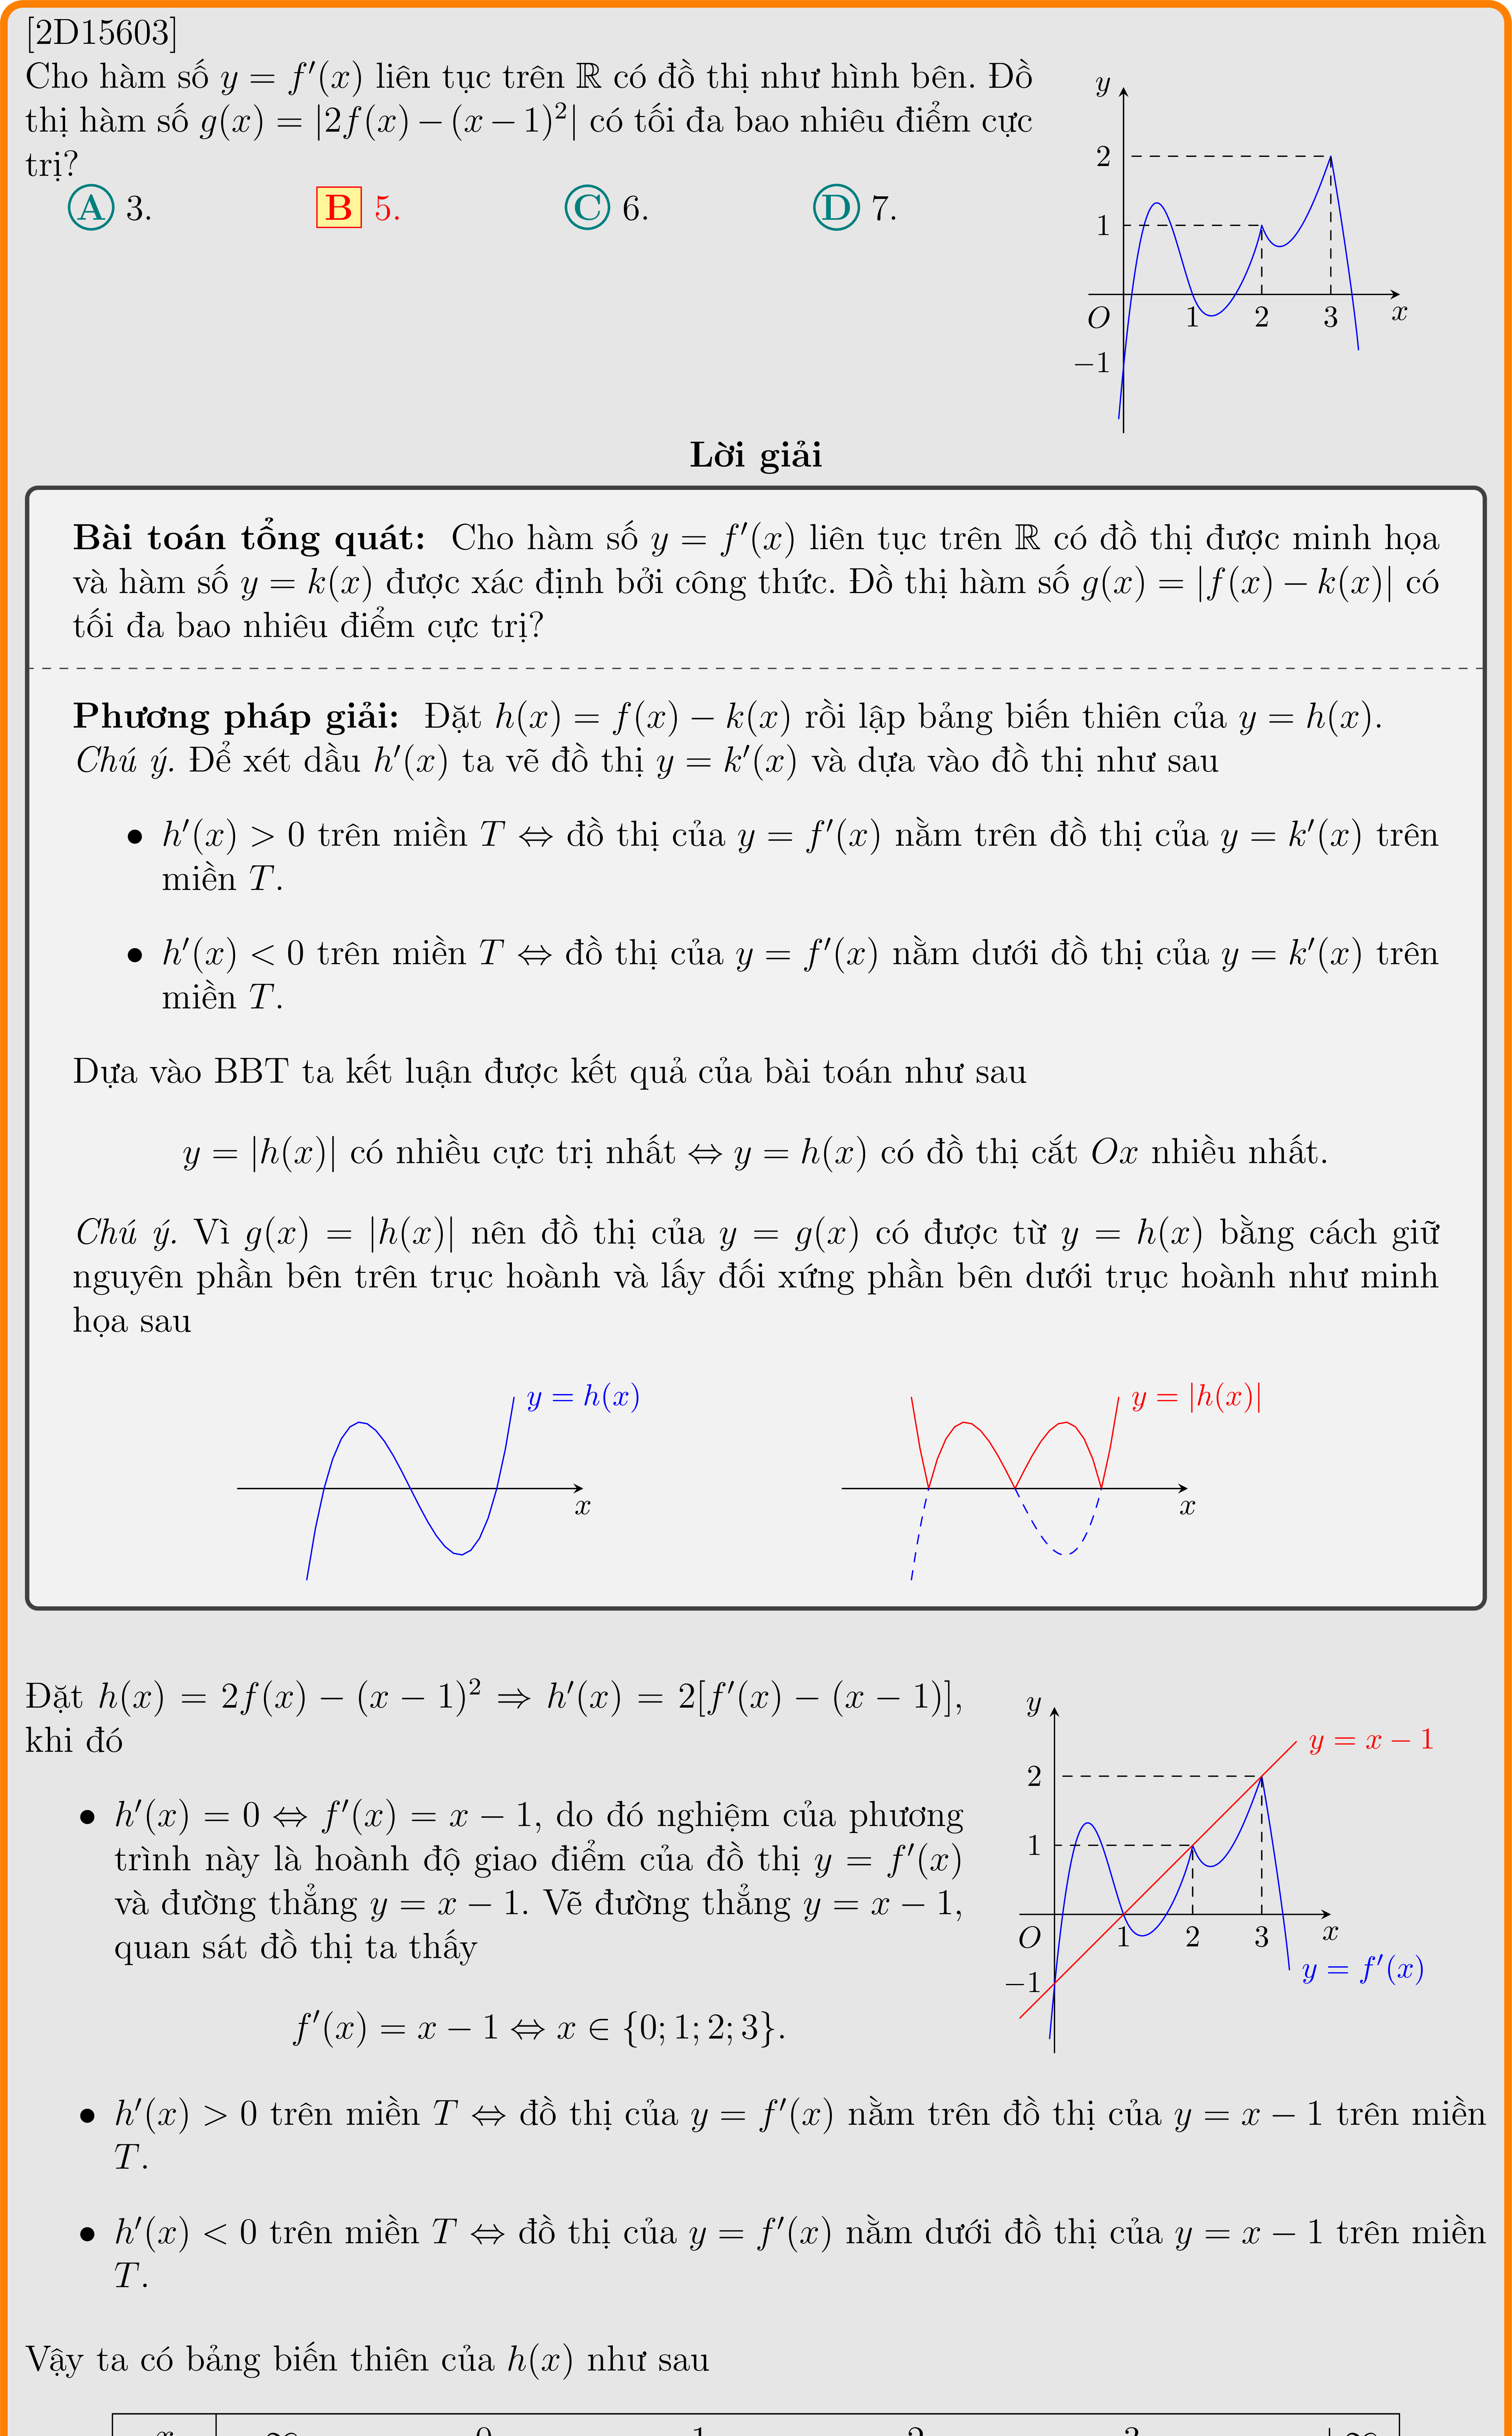 [2D15603]
Cho hàm số y = f′(x) liên tục trên ℝ có đồ thị như hình bên. Đồ
thị hàm số g(x) = |2f(x) − (x − 1)²| có tối đa bao nhiêu điểm cực
trị?
A 3. B 5. C 6. D 7.
y
2
1
O 1 2 3 x
−1
Lời giải
Bài toán tổng quát: Cho hàm số y = f′(x) liên tục trên ℝ có đồ thị được minh họa
và hàm số y = k(x) được xác định bởi công thức. Đồ thị hàm số g(x) = |f(x) − k(x)| có
tối đa bao nhiêu điểm cực trị?
Phương pháp giải: Đặt h(x) = f(x) − k(x) rồi lập bảng biến thiên của y = h(x).
Chú ý. Để xét dầu h′(x) ta vẽ đồ thị y = k′(x) và dựa vào đồ thị như sau
• h′(x) > 0 trên miền T ⇔ đồ thị của y = f′(x) nằm trên đồ thị của y = k′(x) trên
miền T.
• h′(x) < 0 trên miền T ⇔ đồ thị của y = f′(x) nằm dưới đồ thị của y = k′(x) trên
miền T.
Dựa vào BBT ta kết luận được kết quả của bài toán như sau
y = |h(x)| có nhiều cực trị nhất ⇔ y = h(x) có đồ thị cắt Ox nhiều nhất.
Chú ý. Vì g(x) = |h(x)| nên đồ thị của y = g(x) có được từ y = h(x) bằng cách giữ
nguyên phần bên trên trục hoành và lấy đối xứng phần bên dưới trục hoành như minh
họa sau
y = h(x)
x
y = |h(x)|
x
Đặt h(x) = 2f(x) − (x − 1)² ⇒ h′(x) = 2[f′(x) − (x − 1)],
khi đó
• h′(x) = 0 ⇔ f′(x) = x − 1, do đó nghiệm của phương
trình này là hoành độ giao điểm của đồ thị y = f′(x)
và đường thẳng y = x − 1. Vẽ đường thẳng y = x − 1,
quan sát đồ thị ta thấy
f′(x) = x − 1 ⇔ x ∈ {0; 1; 2; 3}.
y
y = x − 1
2
1
O 1 2 3 x
−1
y = f′(x)
• h′(x) > 0 trên miền T ⇔ đồ thị của y = f′(x) nằm trên đồ thị của y = x − 1 trên miền
T.
• h′(x) < 0 trên miền T ⇔ đồ thị của y = f′(x) nằm dưới đồ thị của y = x − 1 trên miền
T.
Vậy ta có bảng biến thiên của h(x) như sau